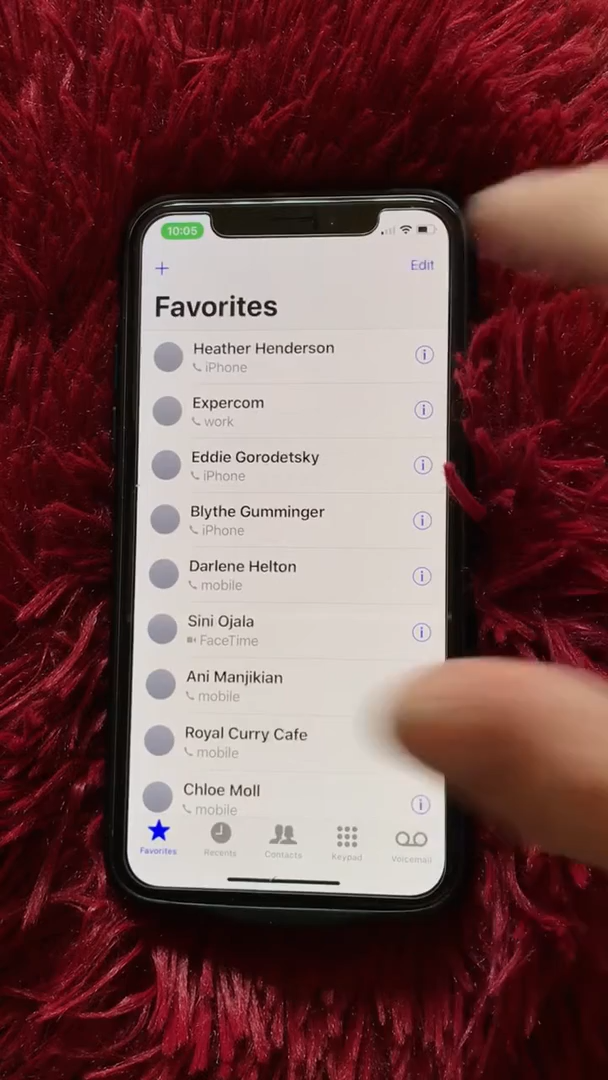 10:05
+ Edit
Favorites
Heather Henderson
iPhone
Expercom
work
Eddie Gorodetsky
iPhone
Blythe Gumminger
iPhone
Darlene Helton
mobile
Sini Ojala
FaceTime
Ani Manjikian
mobile
Royal Curry Cafe
mobile
Chloe Moll
mobile
Favorites Recents Contacts Keypad Voicemail